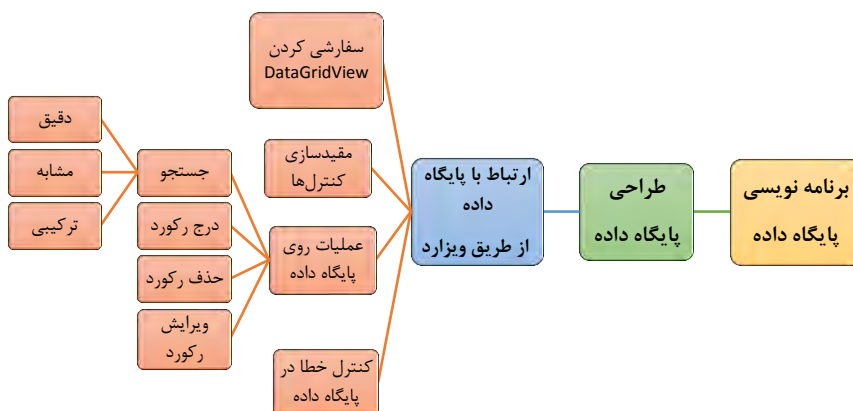 برنامه نویسی
پایگاه داده
طراحی
پایگاه داده
ارتباط با پایگاه
داده
از طریق ویزارد
سفارشی کردن
DataGridView
مقیدسازی
کنترل‌ها
عملیات روی
پایگاه داده
کنترل خطا در
پایگاه داده
جستجو
درج رکورد
حذف رکورد
ویرایش
رکورد
دقیق
مشابه
ترکیبی